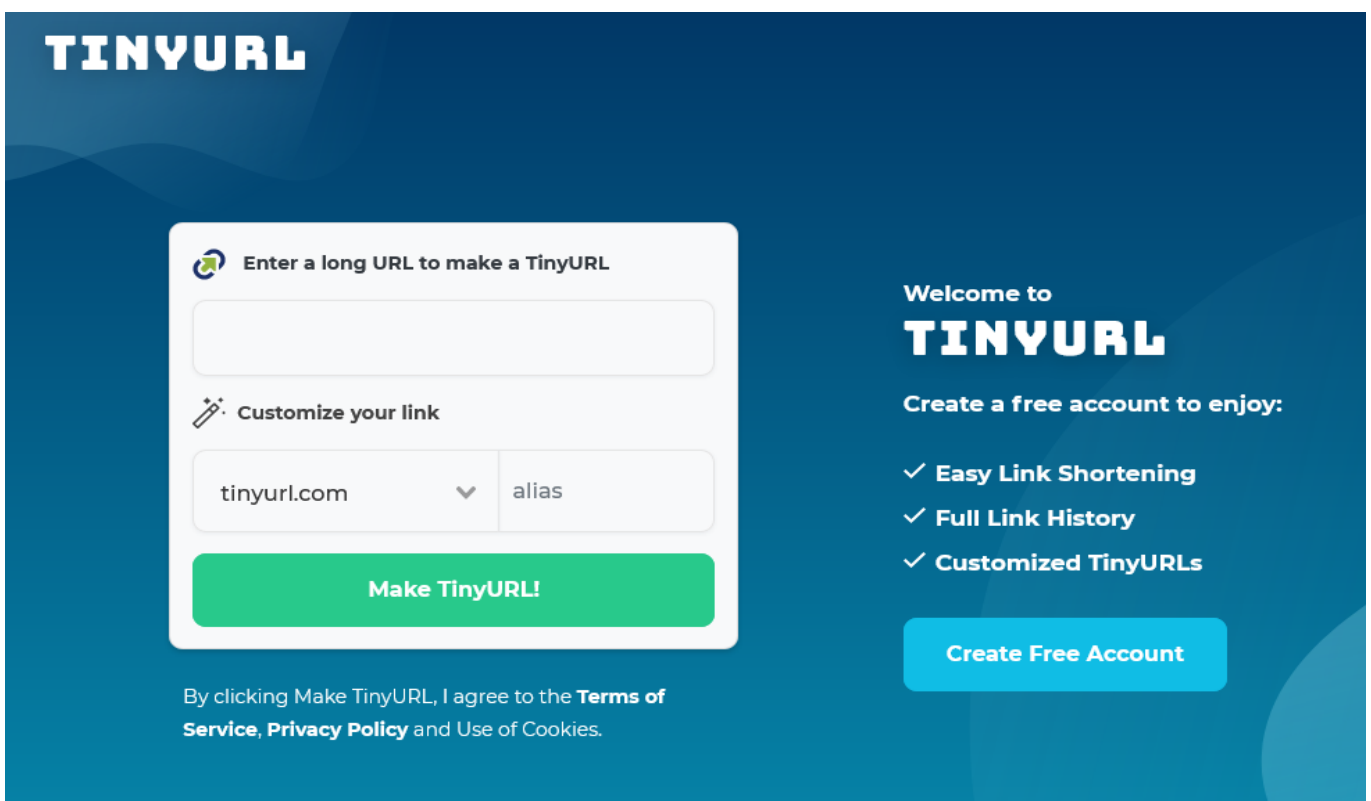 TINYURL
Enter a long URL to make a TinyURL
Customize your link
tinyurl.com
alias
Make TinyURL!
By clicking Make TinyURL, I agree to the Terms of
Service, Privacy Policy and Use of Cookies.
Welcome to
TINYURL
Create a free account to enjoy:
Easy Link Shortening
Full Link History
Customized TinyURLs
Create Free Account